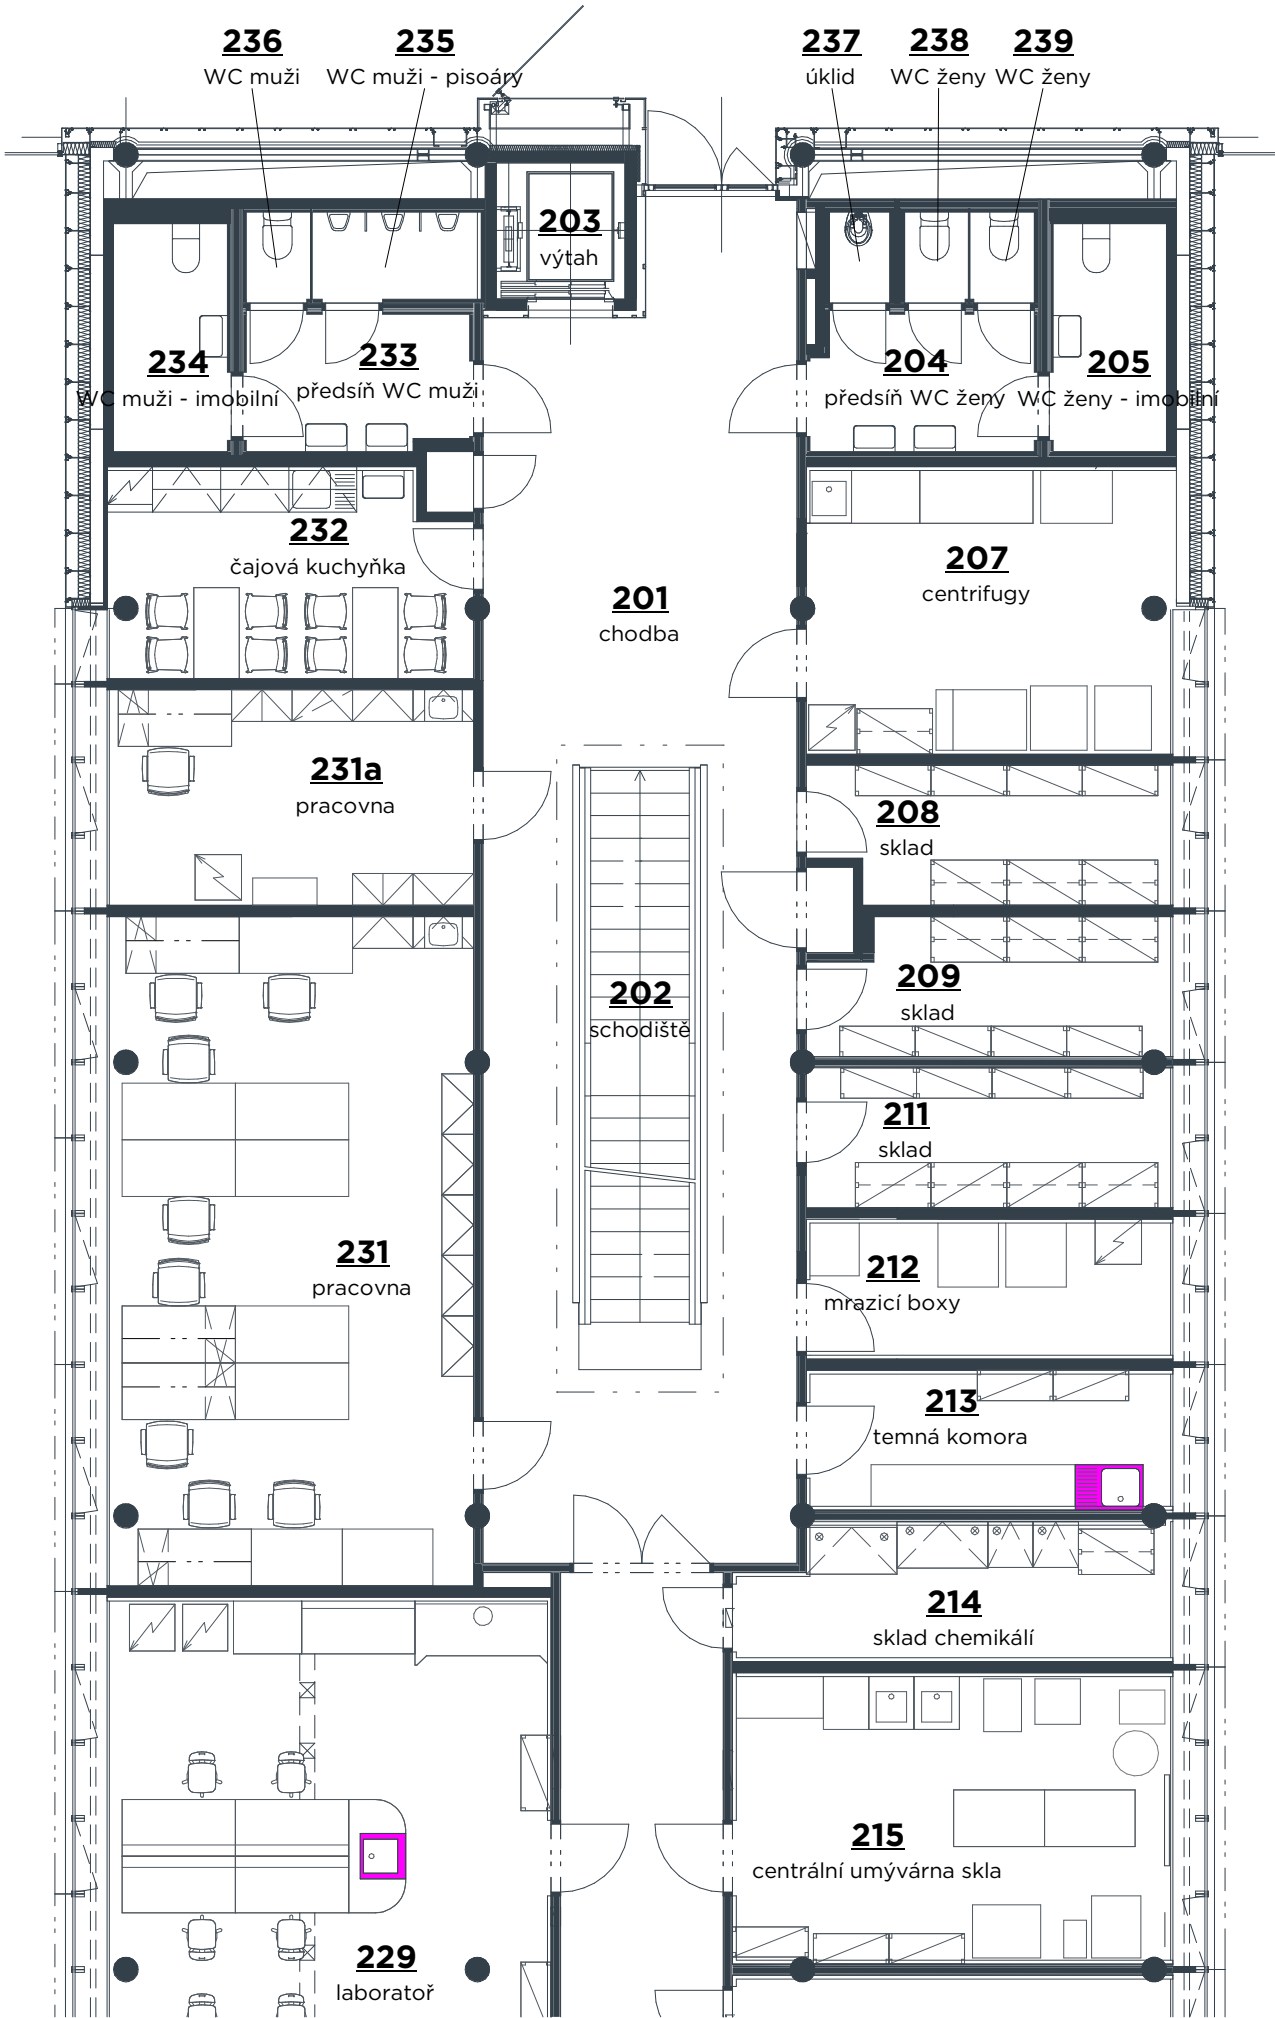 236
WC muži
235
WC muži - pisoáry
237
úklid
238
WC ženy
239
WC ženy
203
výtah
234
WC muži - imobilní
233
předsíň WC muži
204
předsíň WC ženy
205
WC ženy - imobilní
232
čajová kuchyňka
201
chodba
207
centrifugy
231a
pracovna
208
sklad
202
schodiště
209
sklad
211
sklad
231
pracovna
212
mrazicí boxy
213
temná komora
214
sklad chemikálí
215
centrální umývárna skla
229
laboratoř